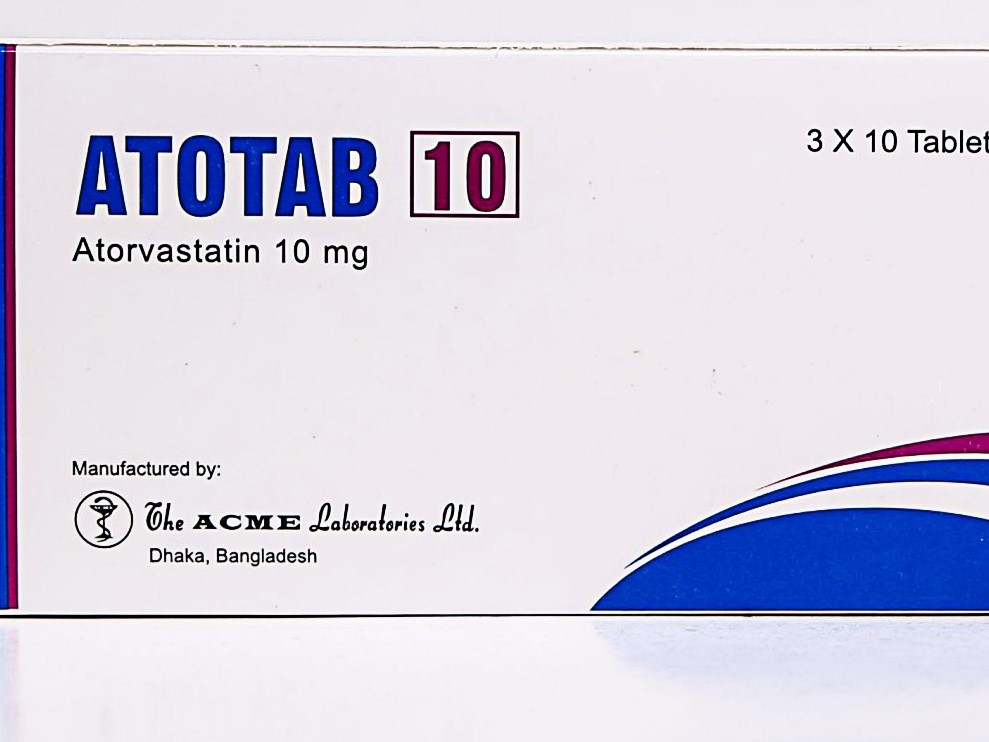 ATOTAB 10
3 X 10 Tablet
Atorvastatin 10 mg
Manufactured by:
The ACME Laboratories Ltd.
Dhaka, Bangladesh